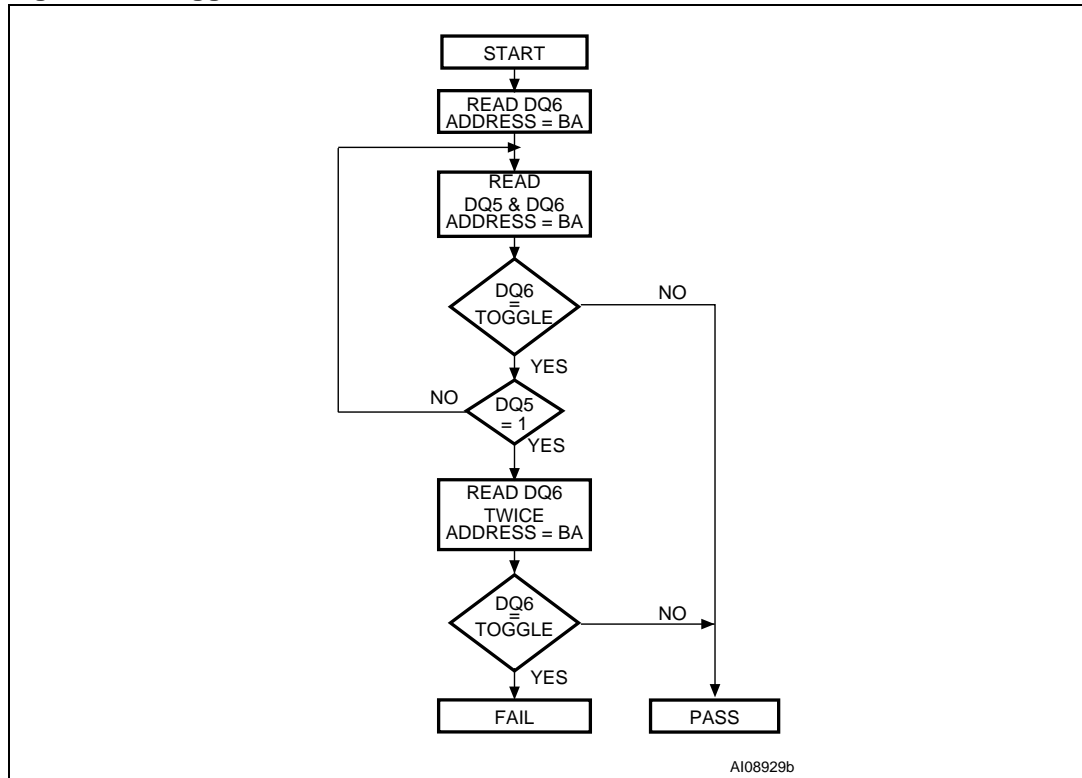 START
READ DQ6
ADDRESS = BA
READ
DQ5 & DQ6
ADDRESS = BA
DQ6
=
TOGGLE
NO
YES
NO
DQ5
= 1
YES
READ DQ6
TWICE
ADDRESS = BA
DQ6
=
TOGGLE
NO
YES
FAIL
PASS
AI08929b